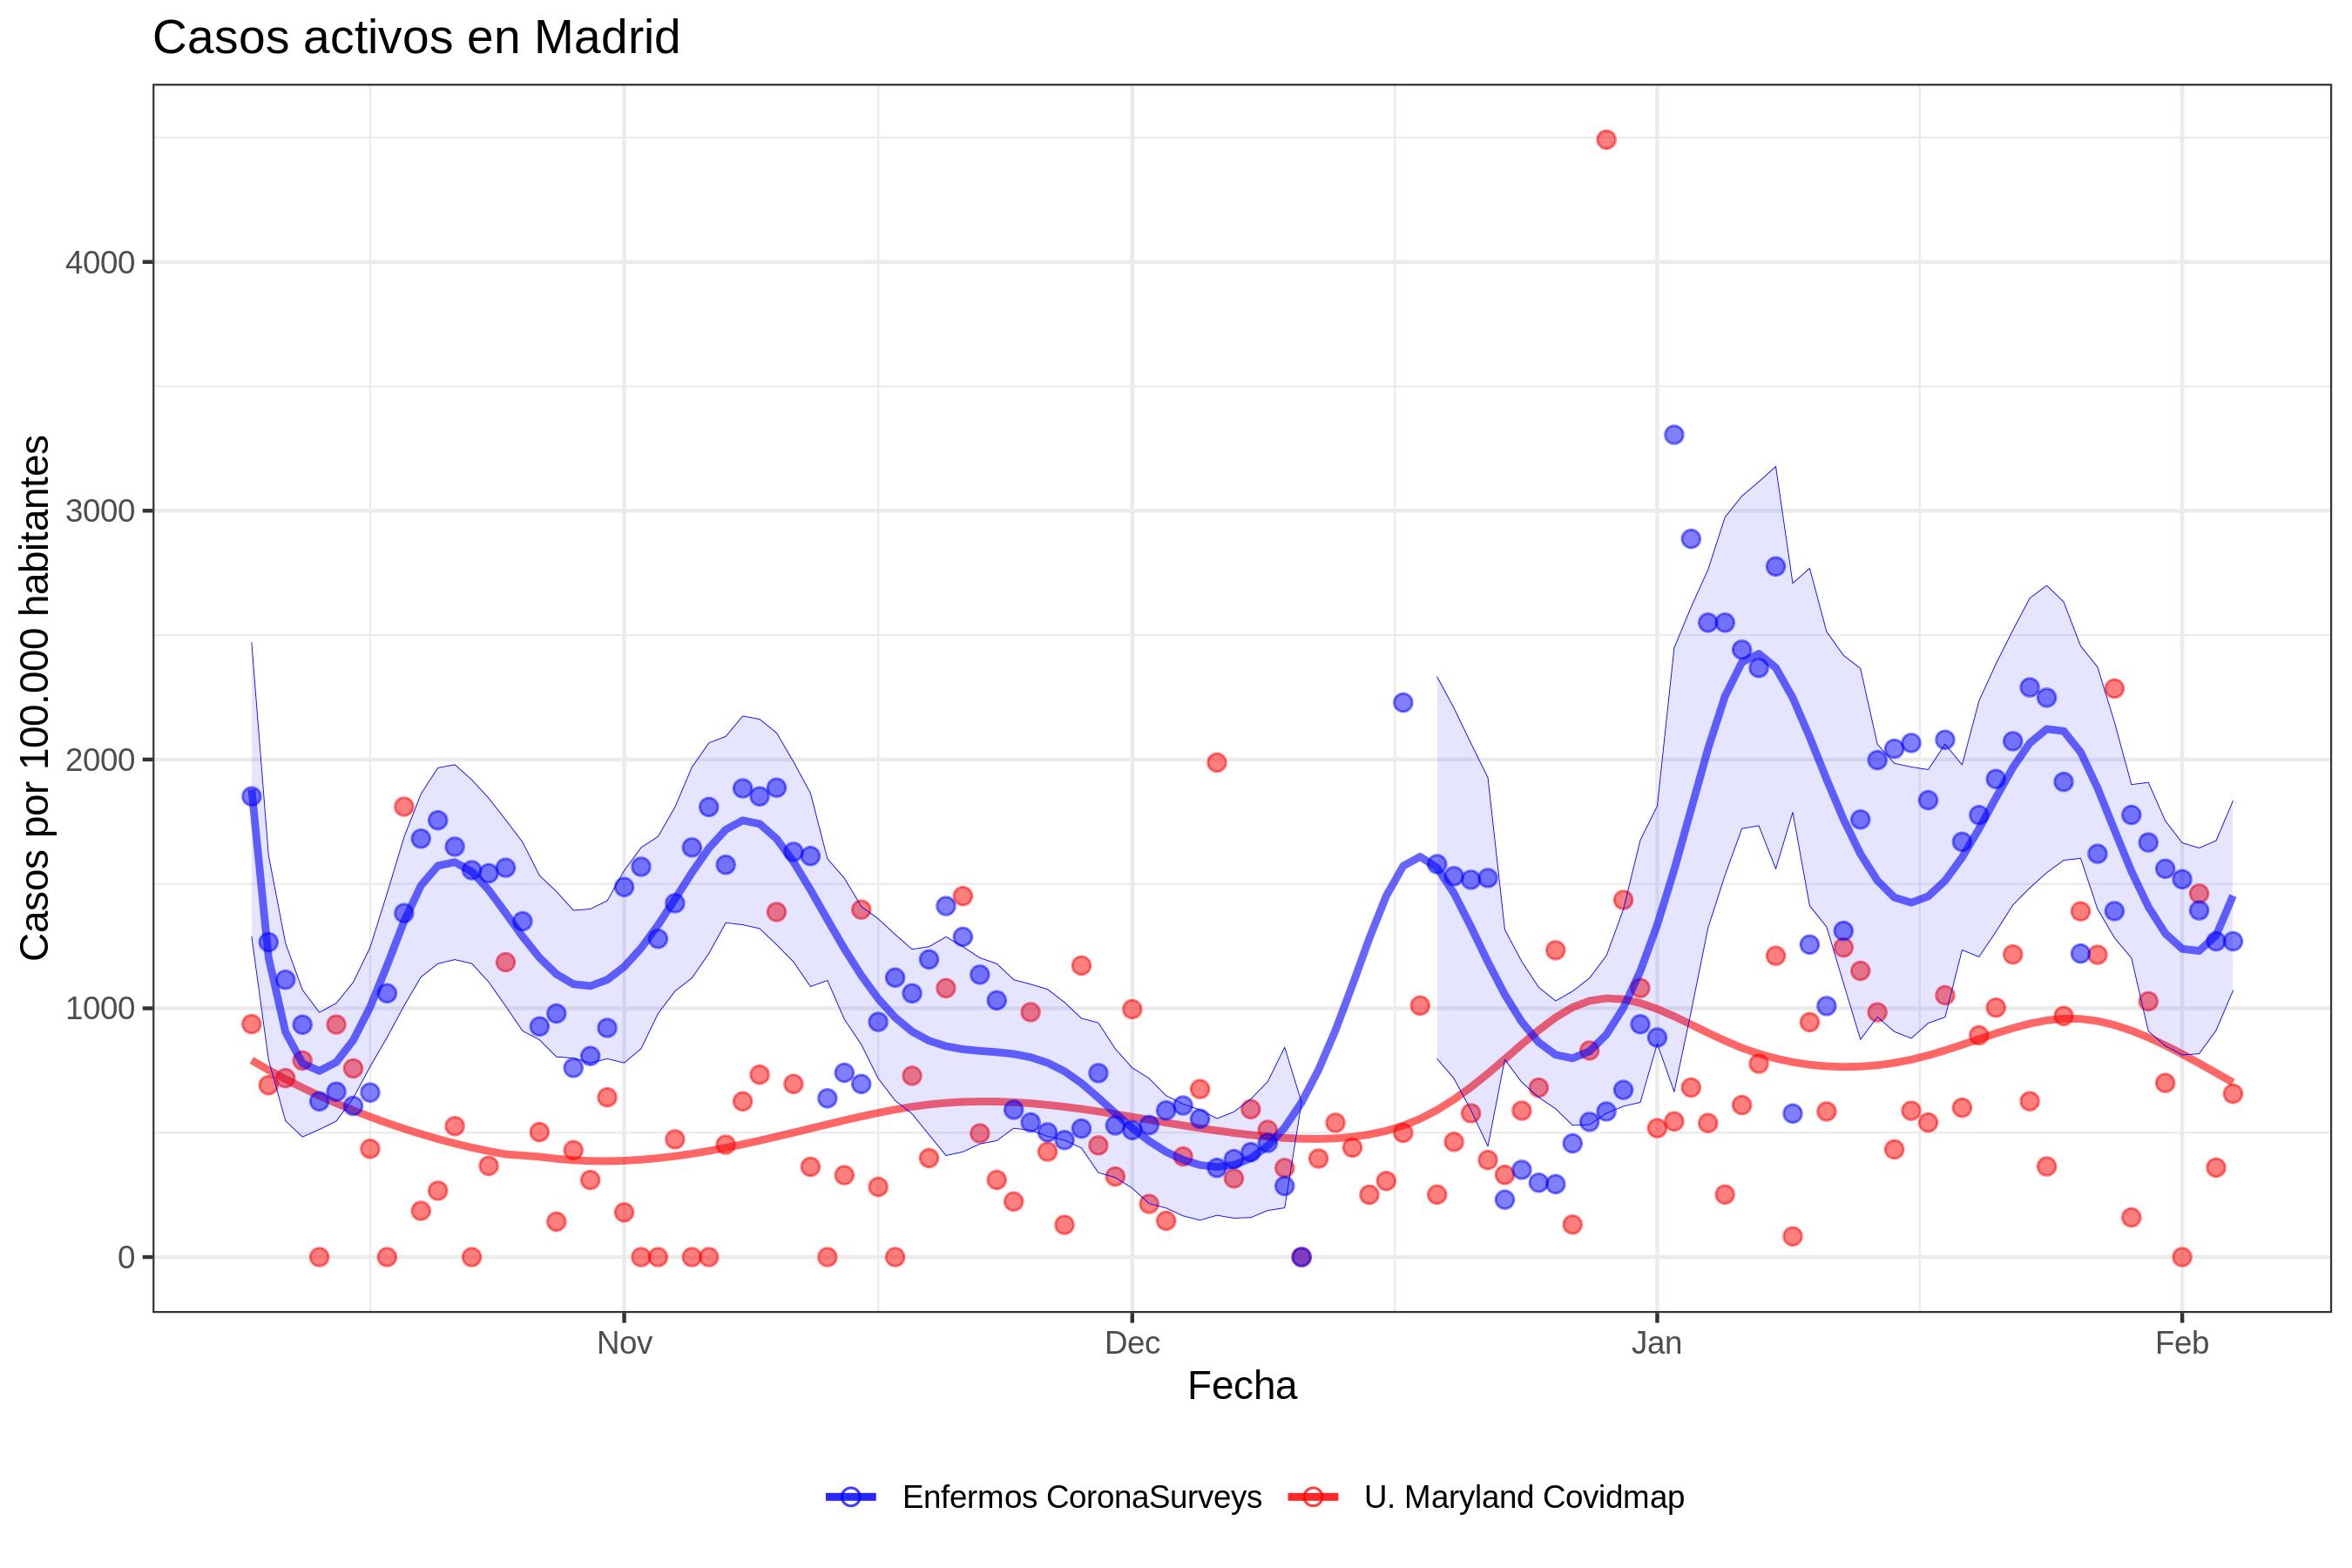 Casos activos en Madrid
Casos por 100.000 habitantes
4000
3000
2000
1000
0
Nov Dec Jan Feb
Fecha
Enfermos CoronaSurveys U. Maryland Covidmap